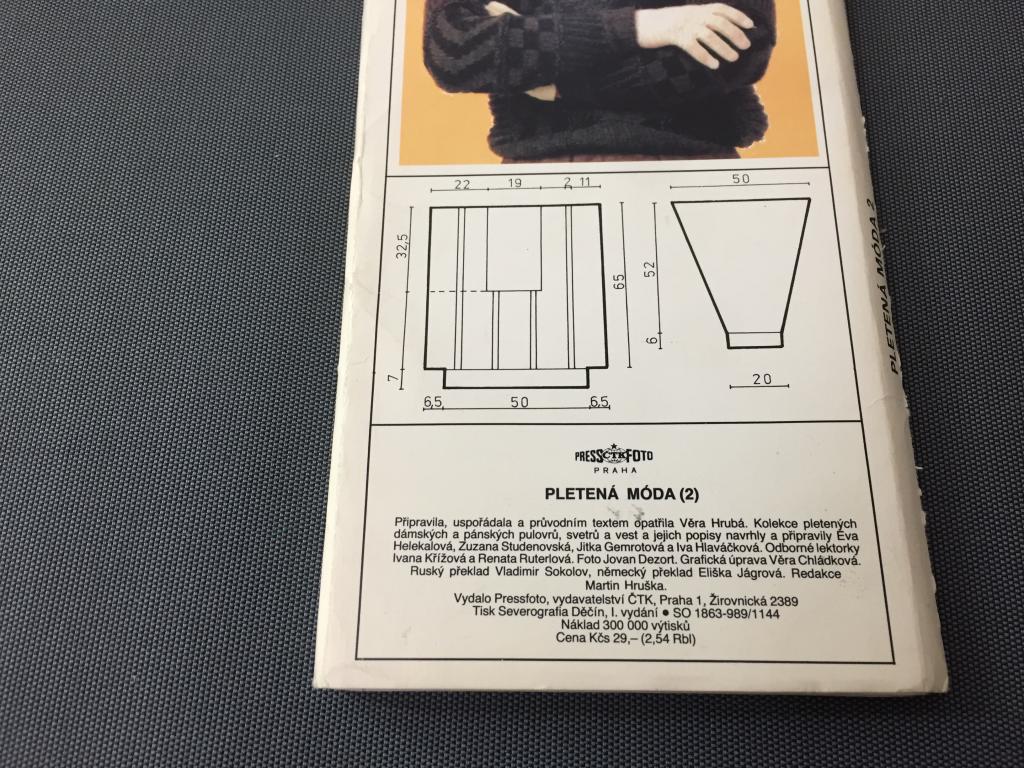 22 19 2 11
50
32,5
65
52
7
6
20
6,5 50 6,5
PRESS ČTK FOTO
PRAHA
PLETENÁ MÓDA (2)
Připravila, uspořádala a průvodním textem opatřila Věra Hrubá. Kolekce pletených
dámských a pánských pulovrů, svetrů a vest a jejich popisy navrhly a připravily Eva
Helekalová, Zuzana Studenovská, Jitka Gemrotová a Iva Hlaváčková. Odborné lektorky
Ivana Křížová a Renata Ruterlová. Foto Jovan Dezort. Grafická úprava Věra Chládková.
Ruský překlad Vladimir Sokolov, německý překlad Eliška Jágrová. Redakce
Martin Hruška.
Vydalo Pressfoto, vydavatelství ČTK, Praha 1, Žirovnická 2389
Tisk Severografia Děčín, I. vydání ● SO 1863-989/1144
Náklad 300 000 výtisků
Cena Kčs 29,– (2,54 Rbl)
PLETENÁ MÓDA 2